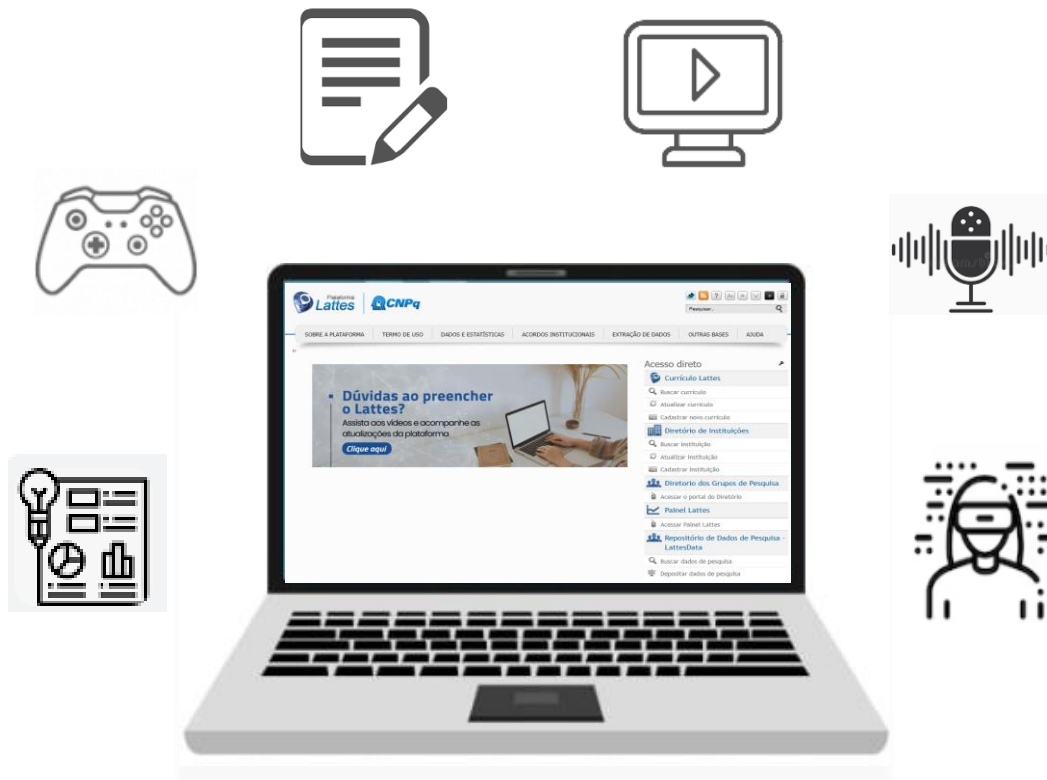 Plataforma
Lattes
CNPq
Pesquisar...
SOBRE A PLATAFORMA
TERMO DE USO
DADOS E ESTATÍSTICAS
ACORDOS INSTITUCIONAIS
EXTRAÇÃO DE DADOS
OUTRAS BASES
AJUDA
Dúvidas ao preencher
o Lattes?
Assista aos vídeos e acompanhe as
atualizações da plataforma
Clique aqui
Acesso direto
Currículo Lattes
Buscar currículo
Atualizar currículo
Cadastrar novo currículo
Diretório de Instituições
Buscar Instituição
Atualizar Instituição
Cadastrar Instituição
Diretorio dos Grupos de Pesquisa
Acessar o portal do Diretório
Painel Lattes
Acessar Painel Lattes
Repositório de Dados de Pesquisa -
LattesData
Buscar dados de pesquisa
Depositar dados de pesquisa